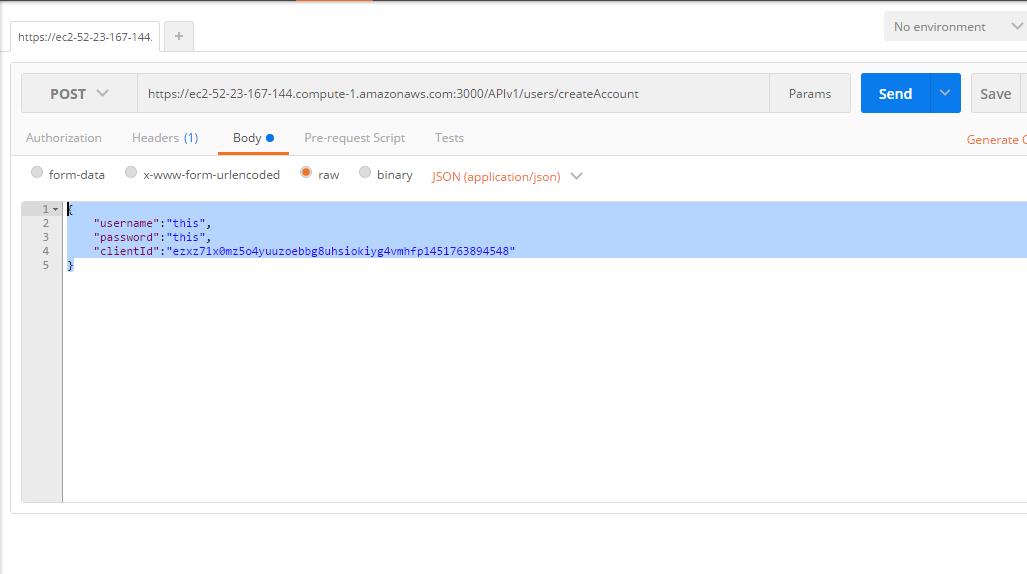 https://ec2-52-23-167-144.
+
No environment
POST
https://ec2-52-23-167-144.compute-1.amazonaws.com:3000/APIv1/users/createAccount
Params
Send
Save
Authorization
Headers (1)
Body
Pre-request Script
Tests
Generate C
form-data
x-www-form-urlencoded
raw
binary
JSON (application/json)
1 {
2 "username":"this",
3 "password":"this",
4 "clientId":"ezxz71x0mz5o4yuuzoebbg8uhsiokiyg4vmhfp1451763894548"
5 }